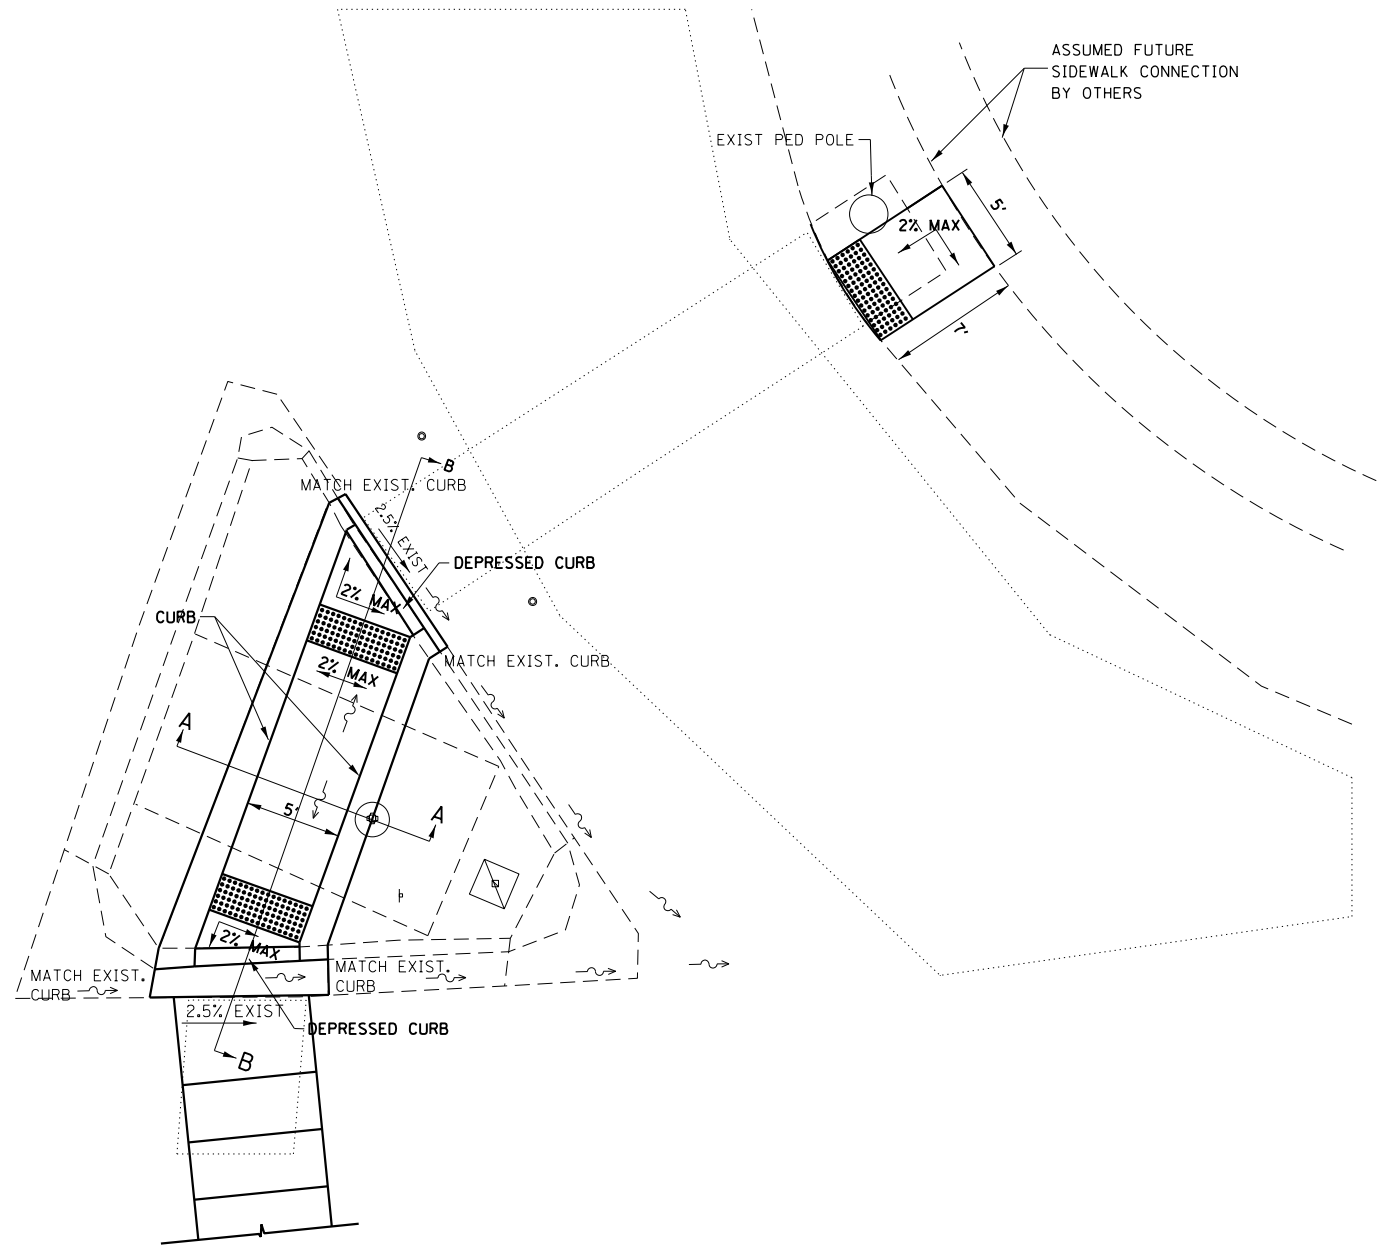 ASSUMED FUTURE
SIDEWALK CONNECTION
BY OTHERS
EXIST PED POLE
5'
2% MAX
7'
B
MATCH EXIST. CURB
2.5% EXIST
DEPRESSED CURB
2% MAX
CURB
MATCH EXIST. CURB
2% MAX
A
5'
A
2% MAX
MATCH EXIST.
CURB
MATCH EXIST.
CURB
2.5% EXIST
DEPRESSED CURB
B